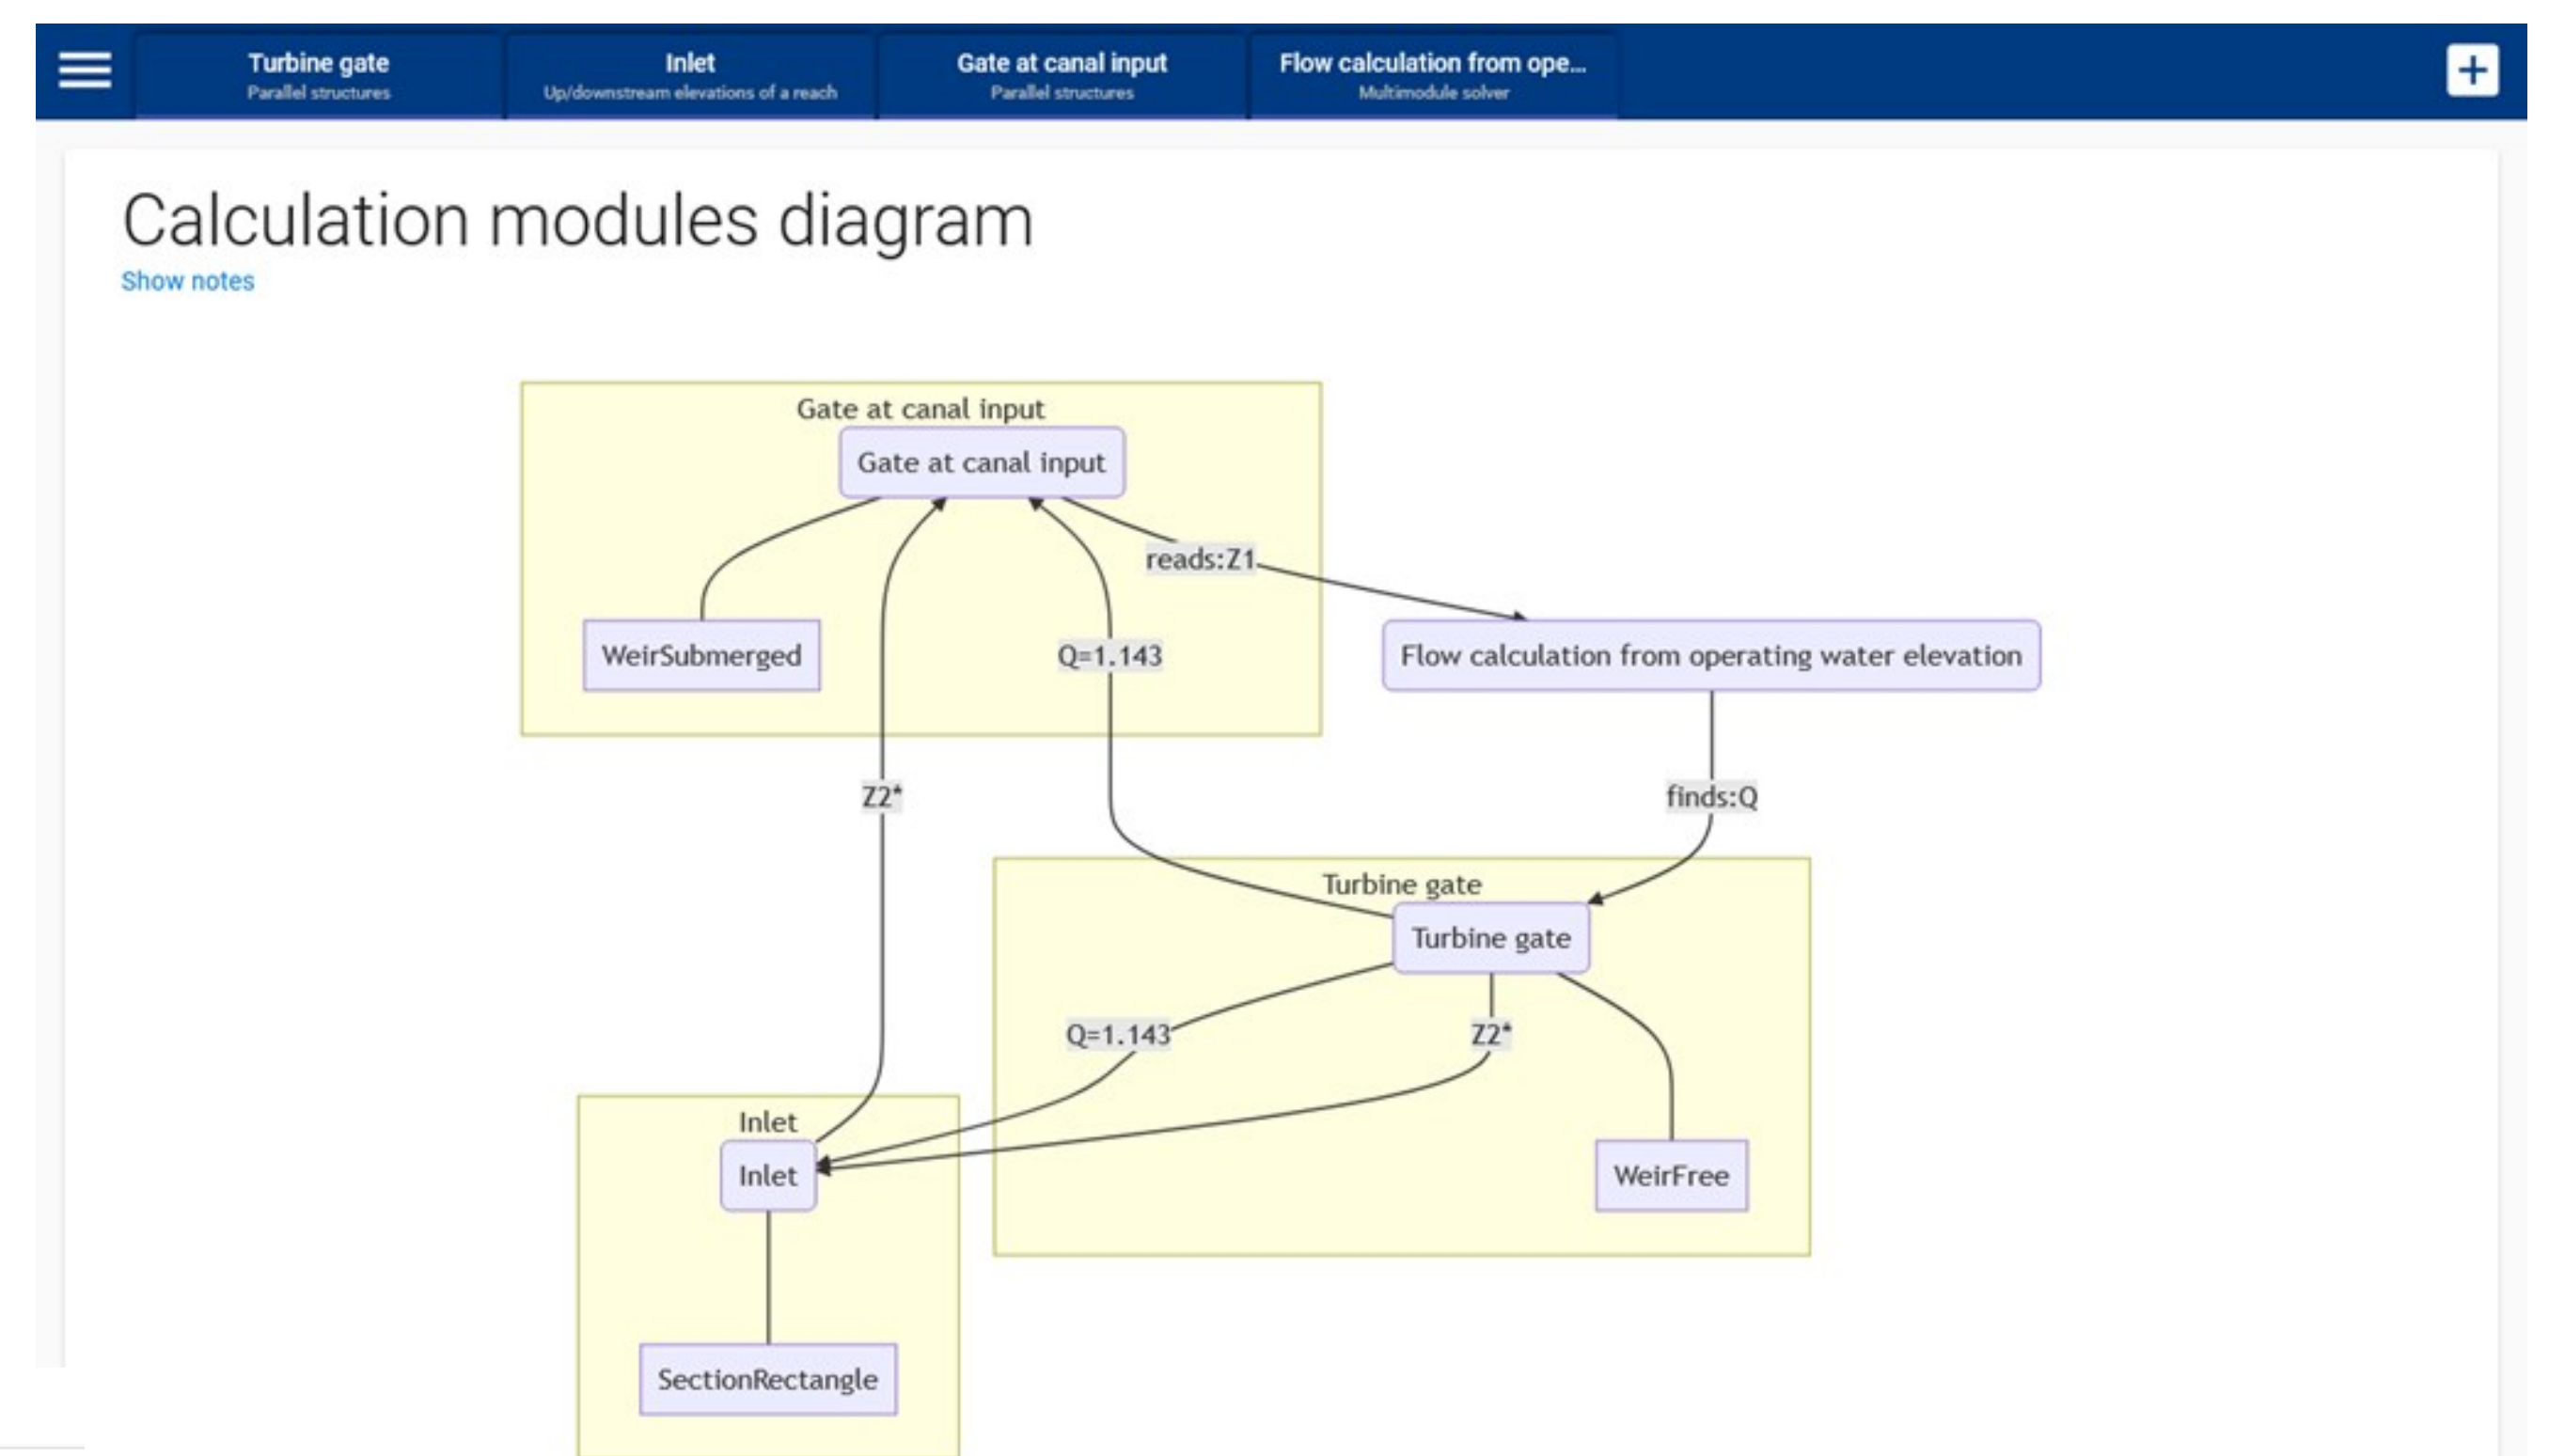 Turbine gate
Parallel structures
Inlet
Up/downstream elevations of a reach
Gate at canal input
Parallel structures
Flow calculation from ope...
Multimodule solver
Calculation modules diagram
Show notes
Gate at canal input
Gate at canal input
reads:Z1
WeirSubmerged
Q=1.143
Flow calculation from operating water elevation
Z2*
finds:Q
Turbine gate
Turbine gate
Q=1.143
Z2*
Inlet
Inlet
WeirFree
SectionRectangle